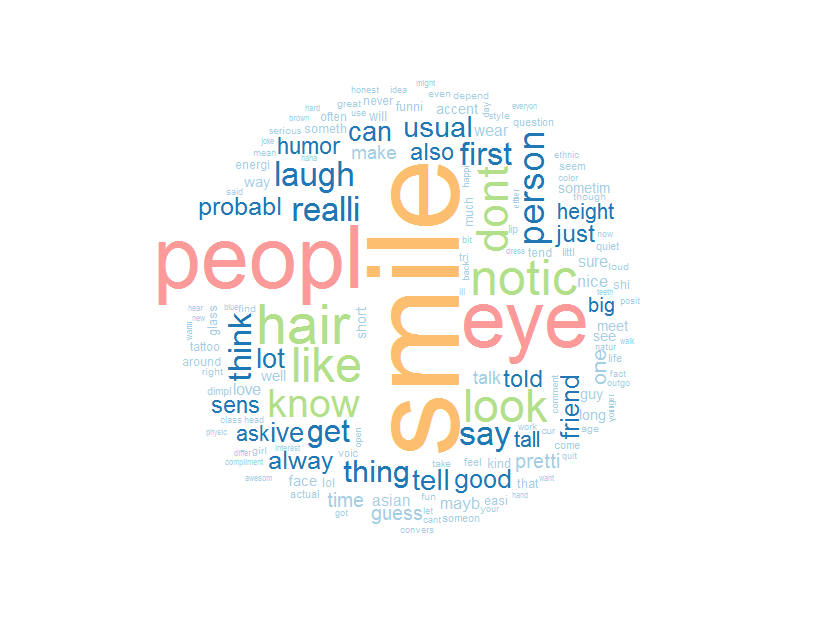 might
honest idea
even depend
great never
hard use will funni accent day everyon
brown often style
someth can usual wear question
serious
joke humor make also first
mean haha ethnic
energi laugh happi seem
way color
said sometim
probabl realli much dont either person though
height
lip
smile
peopl bit just now
dress tend littl quiet
tri sure loud
back
notic nice shi
ill teeth
posit
hear blue find big
new glass hair short eye meet
warm see natur walk
tattoo think one life
around lot like
right well talk told fact
outgo
dimpl love guy
sens know look comment friend long younger
class head age
physic ask ive get open say work tall cur
come
differ girl interest voic quit
compliment alway take feel kind pretti
awesom face lol thing tell good that want
actual fun easi hand
time asian mayb
got guess let your
cant someon
convers